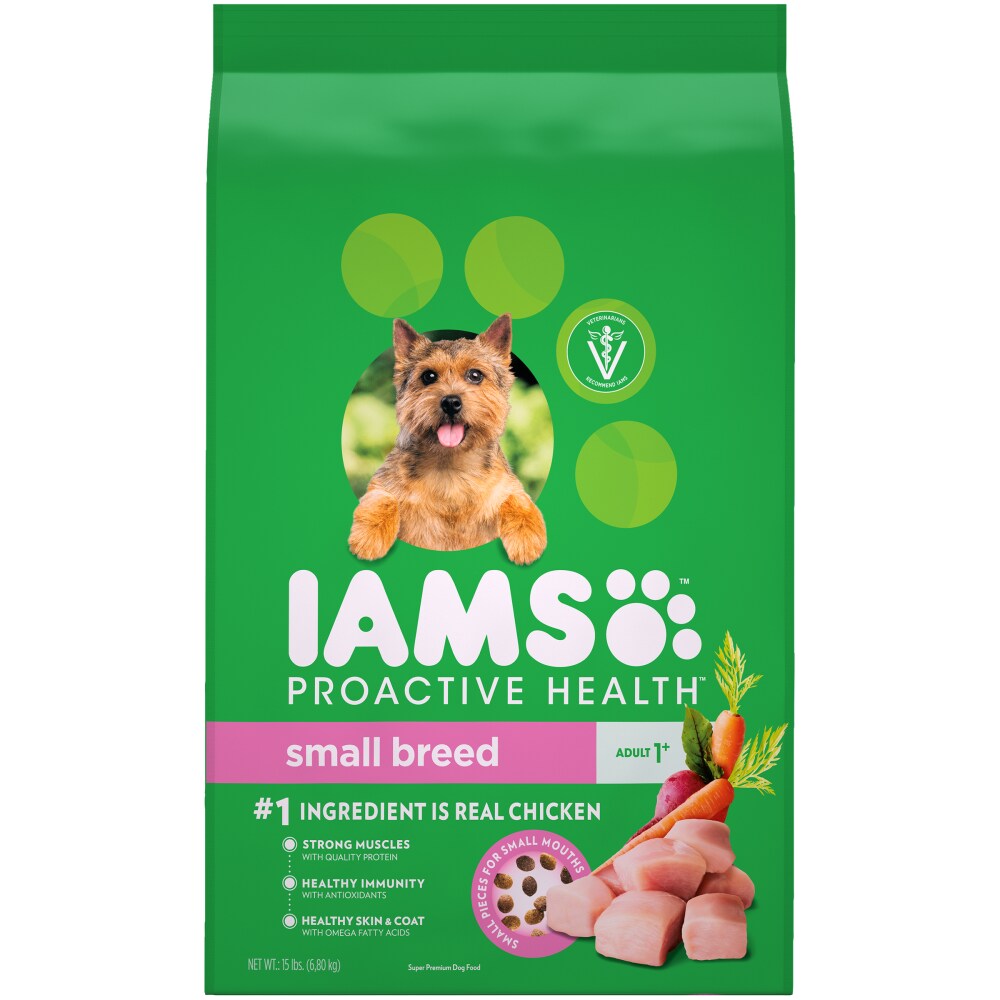 VETERINARIANS
RECOMMEND IAMS
IAMS™
PROACTIVE HEALTH™
small breed
ADULT 1+
#1 INGREDIENT IS REAL CHICKEN
STRONG MUSCLES
WITH QUALITY PROTEIN
HEALTHY IMMUNITY
WITH ANTIOXIDANTS
HEALTHY SKIN & COAT
WITH OMEGA FATTY ACIDS
SMALL PIECES FOR SMALL MOUTHS
NET WT.: 15 lbs. (6,80 kg)
Super Premium Dog Food